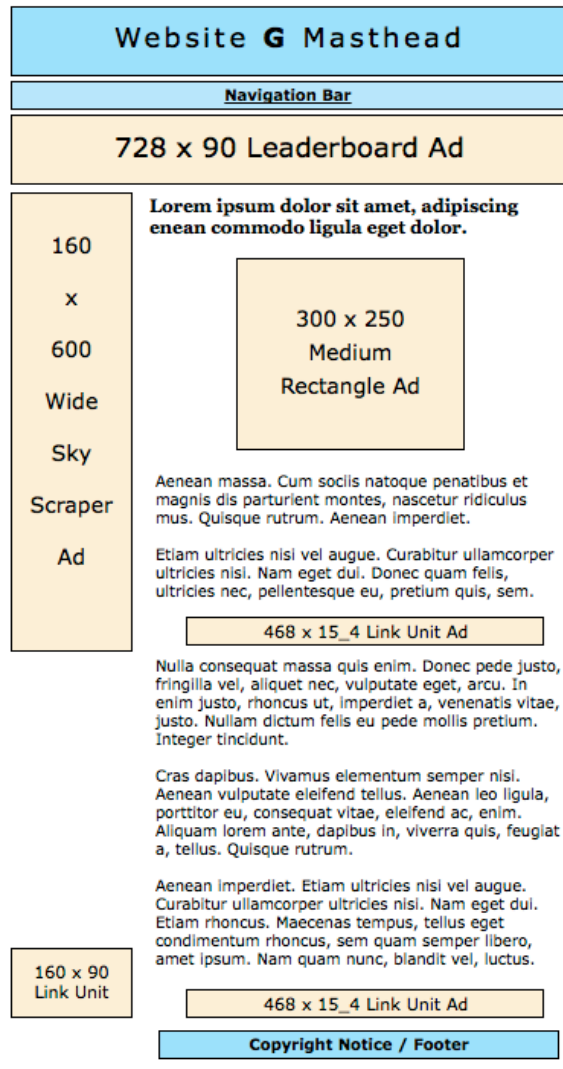 Website G Masthead
Navigation Bar
728 x 90 Leaderboard Ad
160
x
600
Wide
Sky
Scraper
Ad
Lorem ipsum dolor sit amet, adipiscing
enean commodo ligula eget dolor.
300 x 250
Medium
Rectangle Ad
Aenean massa. Cum sociis natoque penatibus et
magnis dis parturient montes, nascetur ridiculus
mus. Quisque rutrum. Aenean imperdiet.
Etiam ultricies nisi vel augue. Curabitur ullamcorper
ultricies nisi. Nam eget dui. Donec quam felis,
ultricies nec, pellentesque eu, pretium quis, sem.
468 x 15_4 Link Unit Ad
Nulla consequat massa quis enim. Donec pede justo,
fringilla vel, aliquet nec, vulputate eget, arcu. In
enim justo, rhoncus ut, imperdiet a, venenatis vitae,
justo. Nullam dictum felis eu pede mollis pretium.
Integer tincidunt.
Cras dapibus. Vivamus elementum semper nisi.
Aenean vulputate eleifend tellus. Aenean leo ligula,
porttitor eu, consequat vitae, eleifend ac, enim.
Aliquam lorem ante, dapibus in, viverra quis, feugiat
a, tellus. Quisque rutrum.
Aenean imperdiet. Etiam ultricies nisi vel augue.
Curabitur ullamcorper ultricies nisi. Nam eget dui.
Etiam rhoncus. Maecenas tempus, tellus eget
condimentum rhoncus, sem quam semper libero,
amet ipsum. Nam quam nunc, blandit vel, luctus.
160 x 90
Link Unit
468 x 15_4 Link Unit Ad
Copyright Notice / Footer